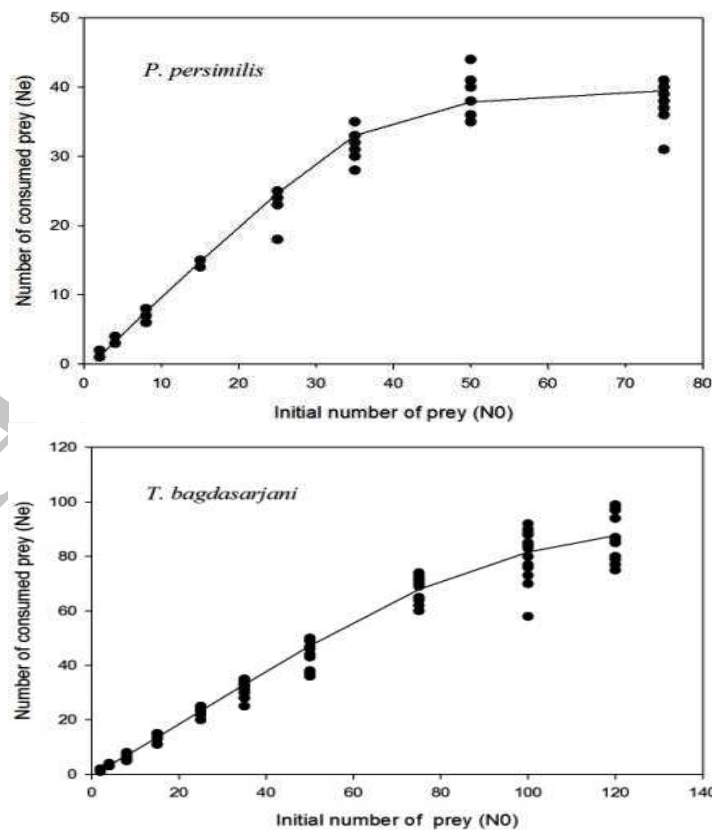 50
40
30
20
10
0
Number of consumed prey (Ne)
P. persimilis
0 10 20 30 40 50 60 70 80
Initial number of prey (N0)
120
100
80
60
40
20
0
Number of consumed prey (Ne)
T. bagdasarjani
0 20 40 60 80 100 120 140
Initial number of prey (N0)